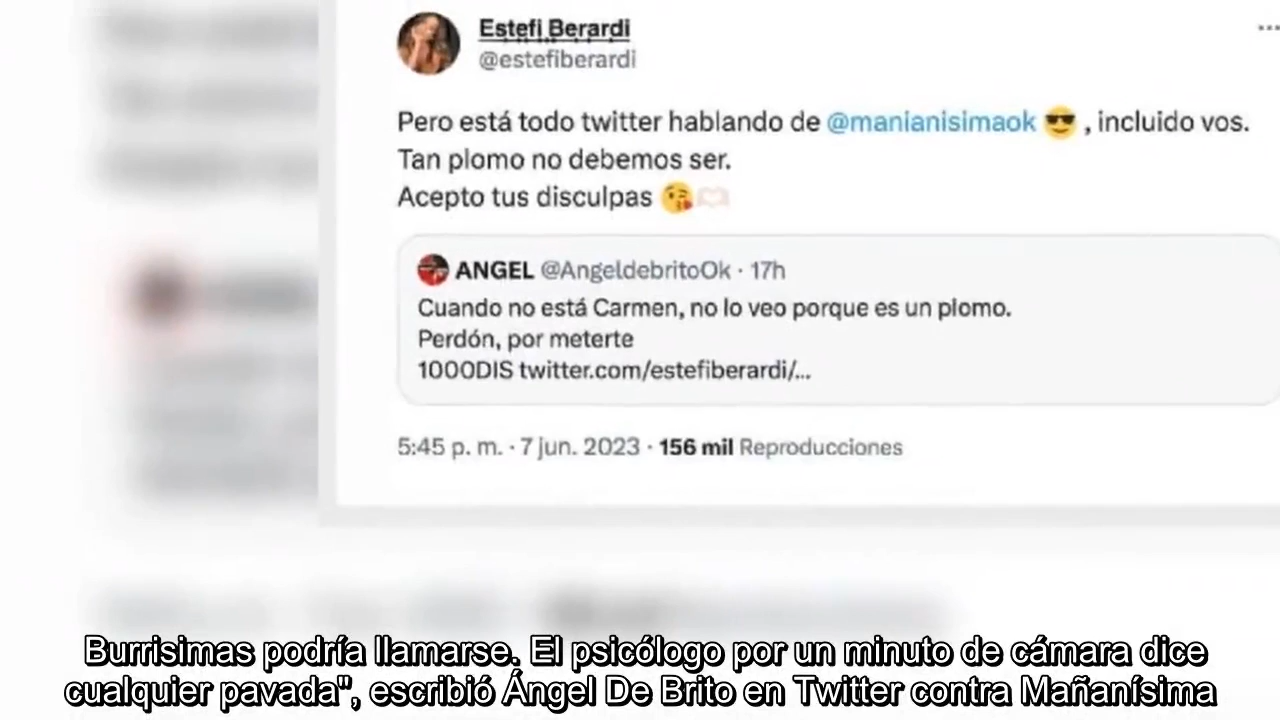 Estefi Berardi
@estefiberardi
Pero está todo twitter hablando de @manianisimaok 😎 , incluido vos.
Tan plomo no debemos ser.
Acepto tus disculpas 😘🫶🏻
ANGEL @AngeldebritoOk · 17h
Cuando no está Carmen, no lo veo porque es un plomo.
Perdón, por meterte
1000DIS twitter.com/estefiberardi/...
5:45 p. m. · 7 jun. 2023 · 156 mil Reproducciones
Burrisimas podría llamarse. El psicólogo por un minuto de cámara dice
cualquier pavada", escribió Ángel De Brito en Twitter contra Mañanísima